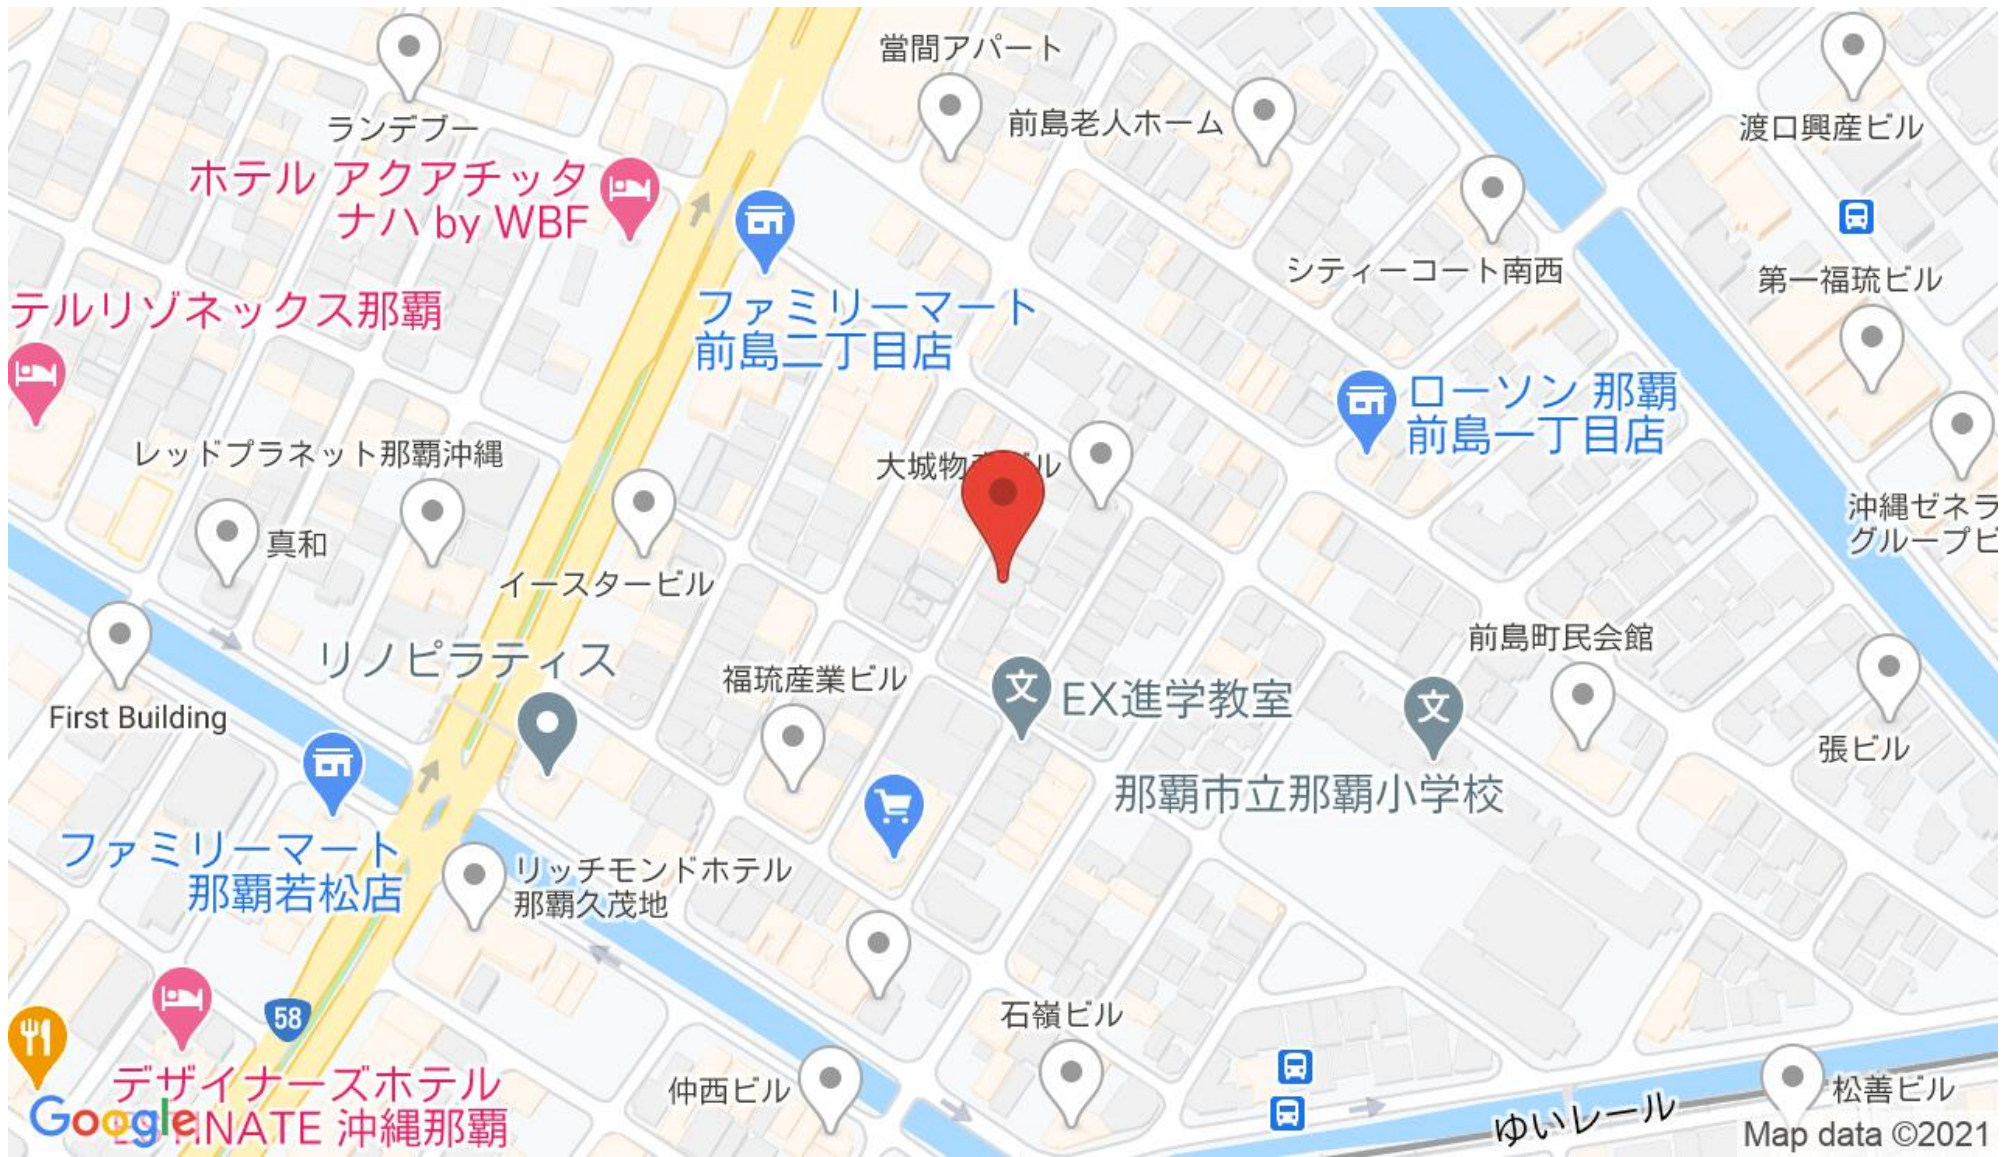 當間アパート
ランデブー
前島老人ホーム
渡口興産ビル
ホテル アクアチッタ
ナハ by WBF
シティーコート南西
第一福琉ビル
テルリゾネックス那覇
ファミリーマート
前島二丁目店
ローソン 那覇
前島一丁目店
レッドプラネット那覇沖縄
大城物
ビル
沖縄ゼネラ
グループビ
真和
イースタービル
リノピラティス
福琉産業ビル
EX進学教室
前島町民会館
First Building
張ビル
那覇市立那覇小学校
ファミリーマート
那覇若松店
リッチモンドホテル
那覇久茂地
58
石嶺ビル
デザイナーズホテル
NATE 沖縄那覇
仲西ビル
松善ビル
ゆいレール
Google
Map data ©2021
文
文